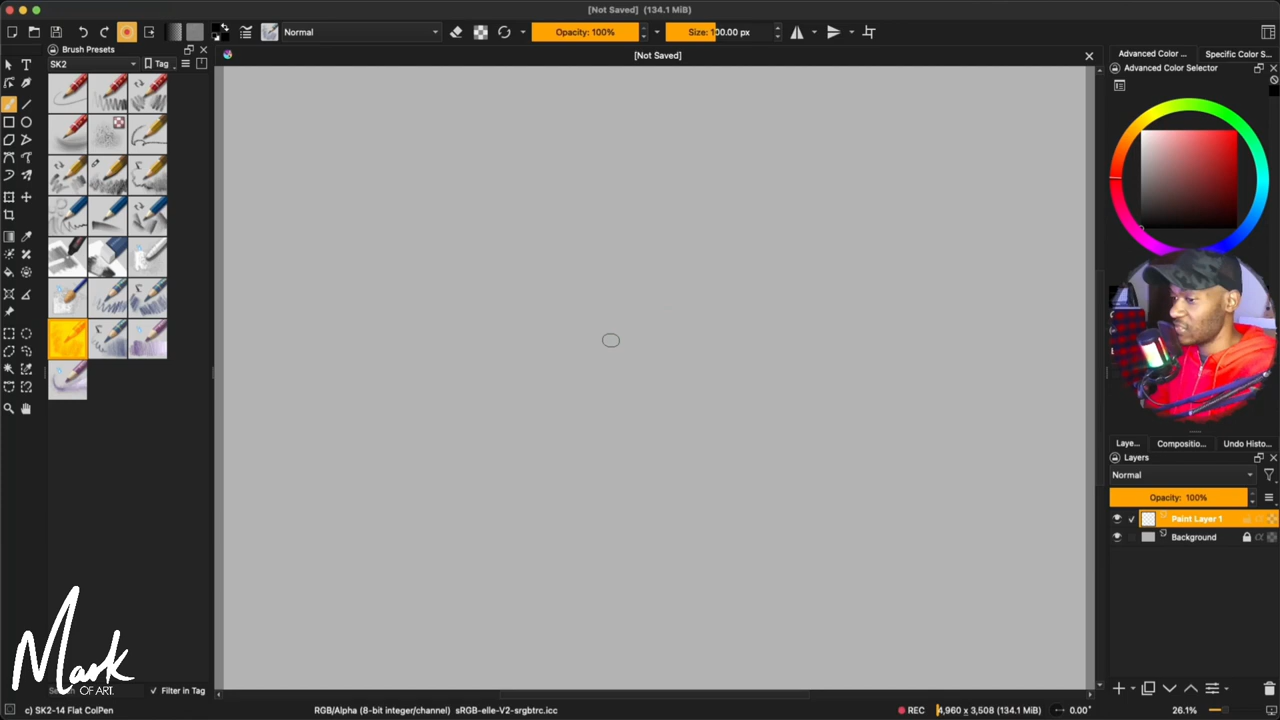 [Not Saved] (134.1 MiB)
Normal
Opacity: 100%
Size: 100.00 px
Brush Presets
[Not Saved]
Advanced Color ...
Specific Color S...
SK2
Tag
Advanced Color Selector
Laye...
Compositio...
Undo Histo...
Layers
Normal
Opacity: 100%
Paint Layer 1
Background
Mark
OF ART.
Filter in Tag
c) SK2-14 Flat ColPen
RGB/Alpha (8-bit integer/channel) sRGB-elle-V2-srgbtrc.icc
REC
4,960 x 3,508 (134.1 MiB)
0.00°
26.1%